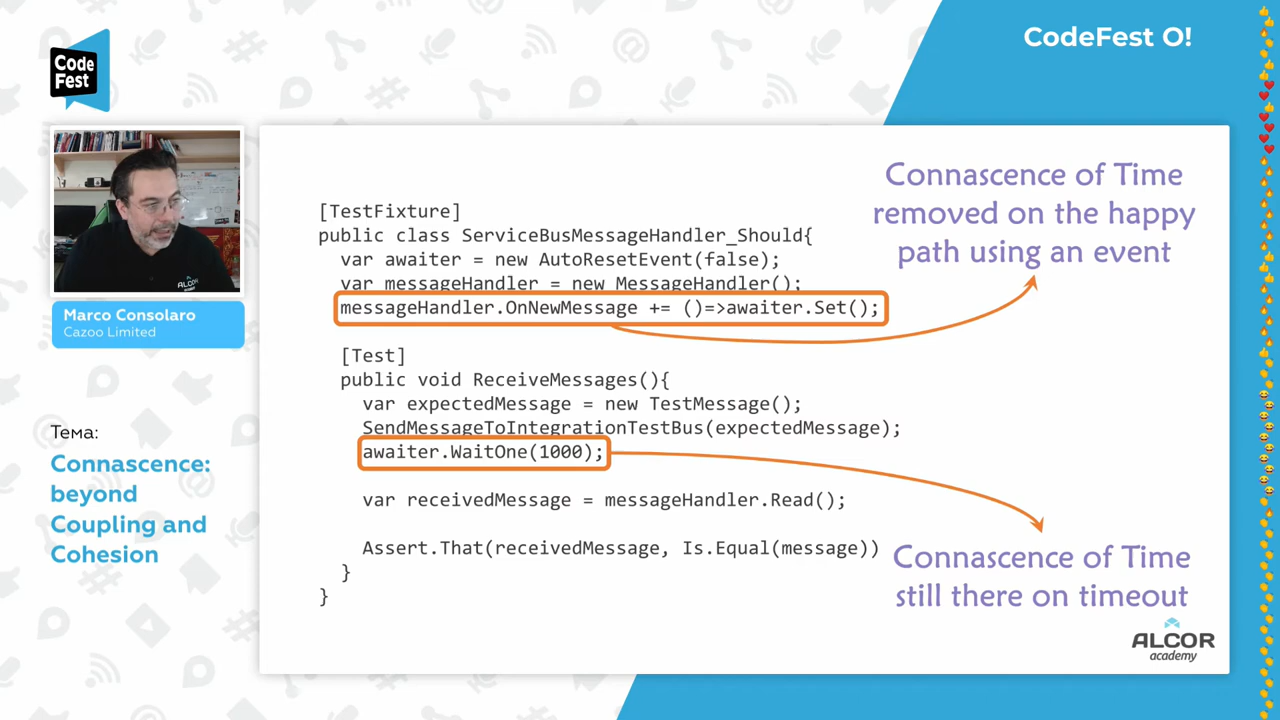 Code
Fest
CodeFest O!
Marco Consolaro
Cazoo Limited
Тема:
Connascence:
beyond
Coupling and
Cohesion
[TestFixture]
public class ServiceBusMessageHandler_Should{
var awaiter = new AutoResetEvent(false);
var messageHandler = new MessageHandler();
messageHandler.OnNewMessage += ()=>awaiter.Set();
[Test]
public void ReceiveMessages(){
var expectedMessage = new TestMessage();
SendMessageToIntegrationTestBus(expectedMessage);
awaiter.WaitOne(1000);
var receivedMessage = messageHandler.Read();
Assert.That(receivedMessage, Is.Equal(message))
}
}
Connascence of Time
removed on the happy
path using an event
Connascence of Time
still there on timeout
ALCOR
academy